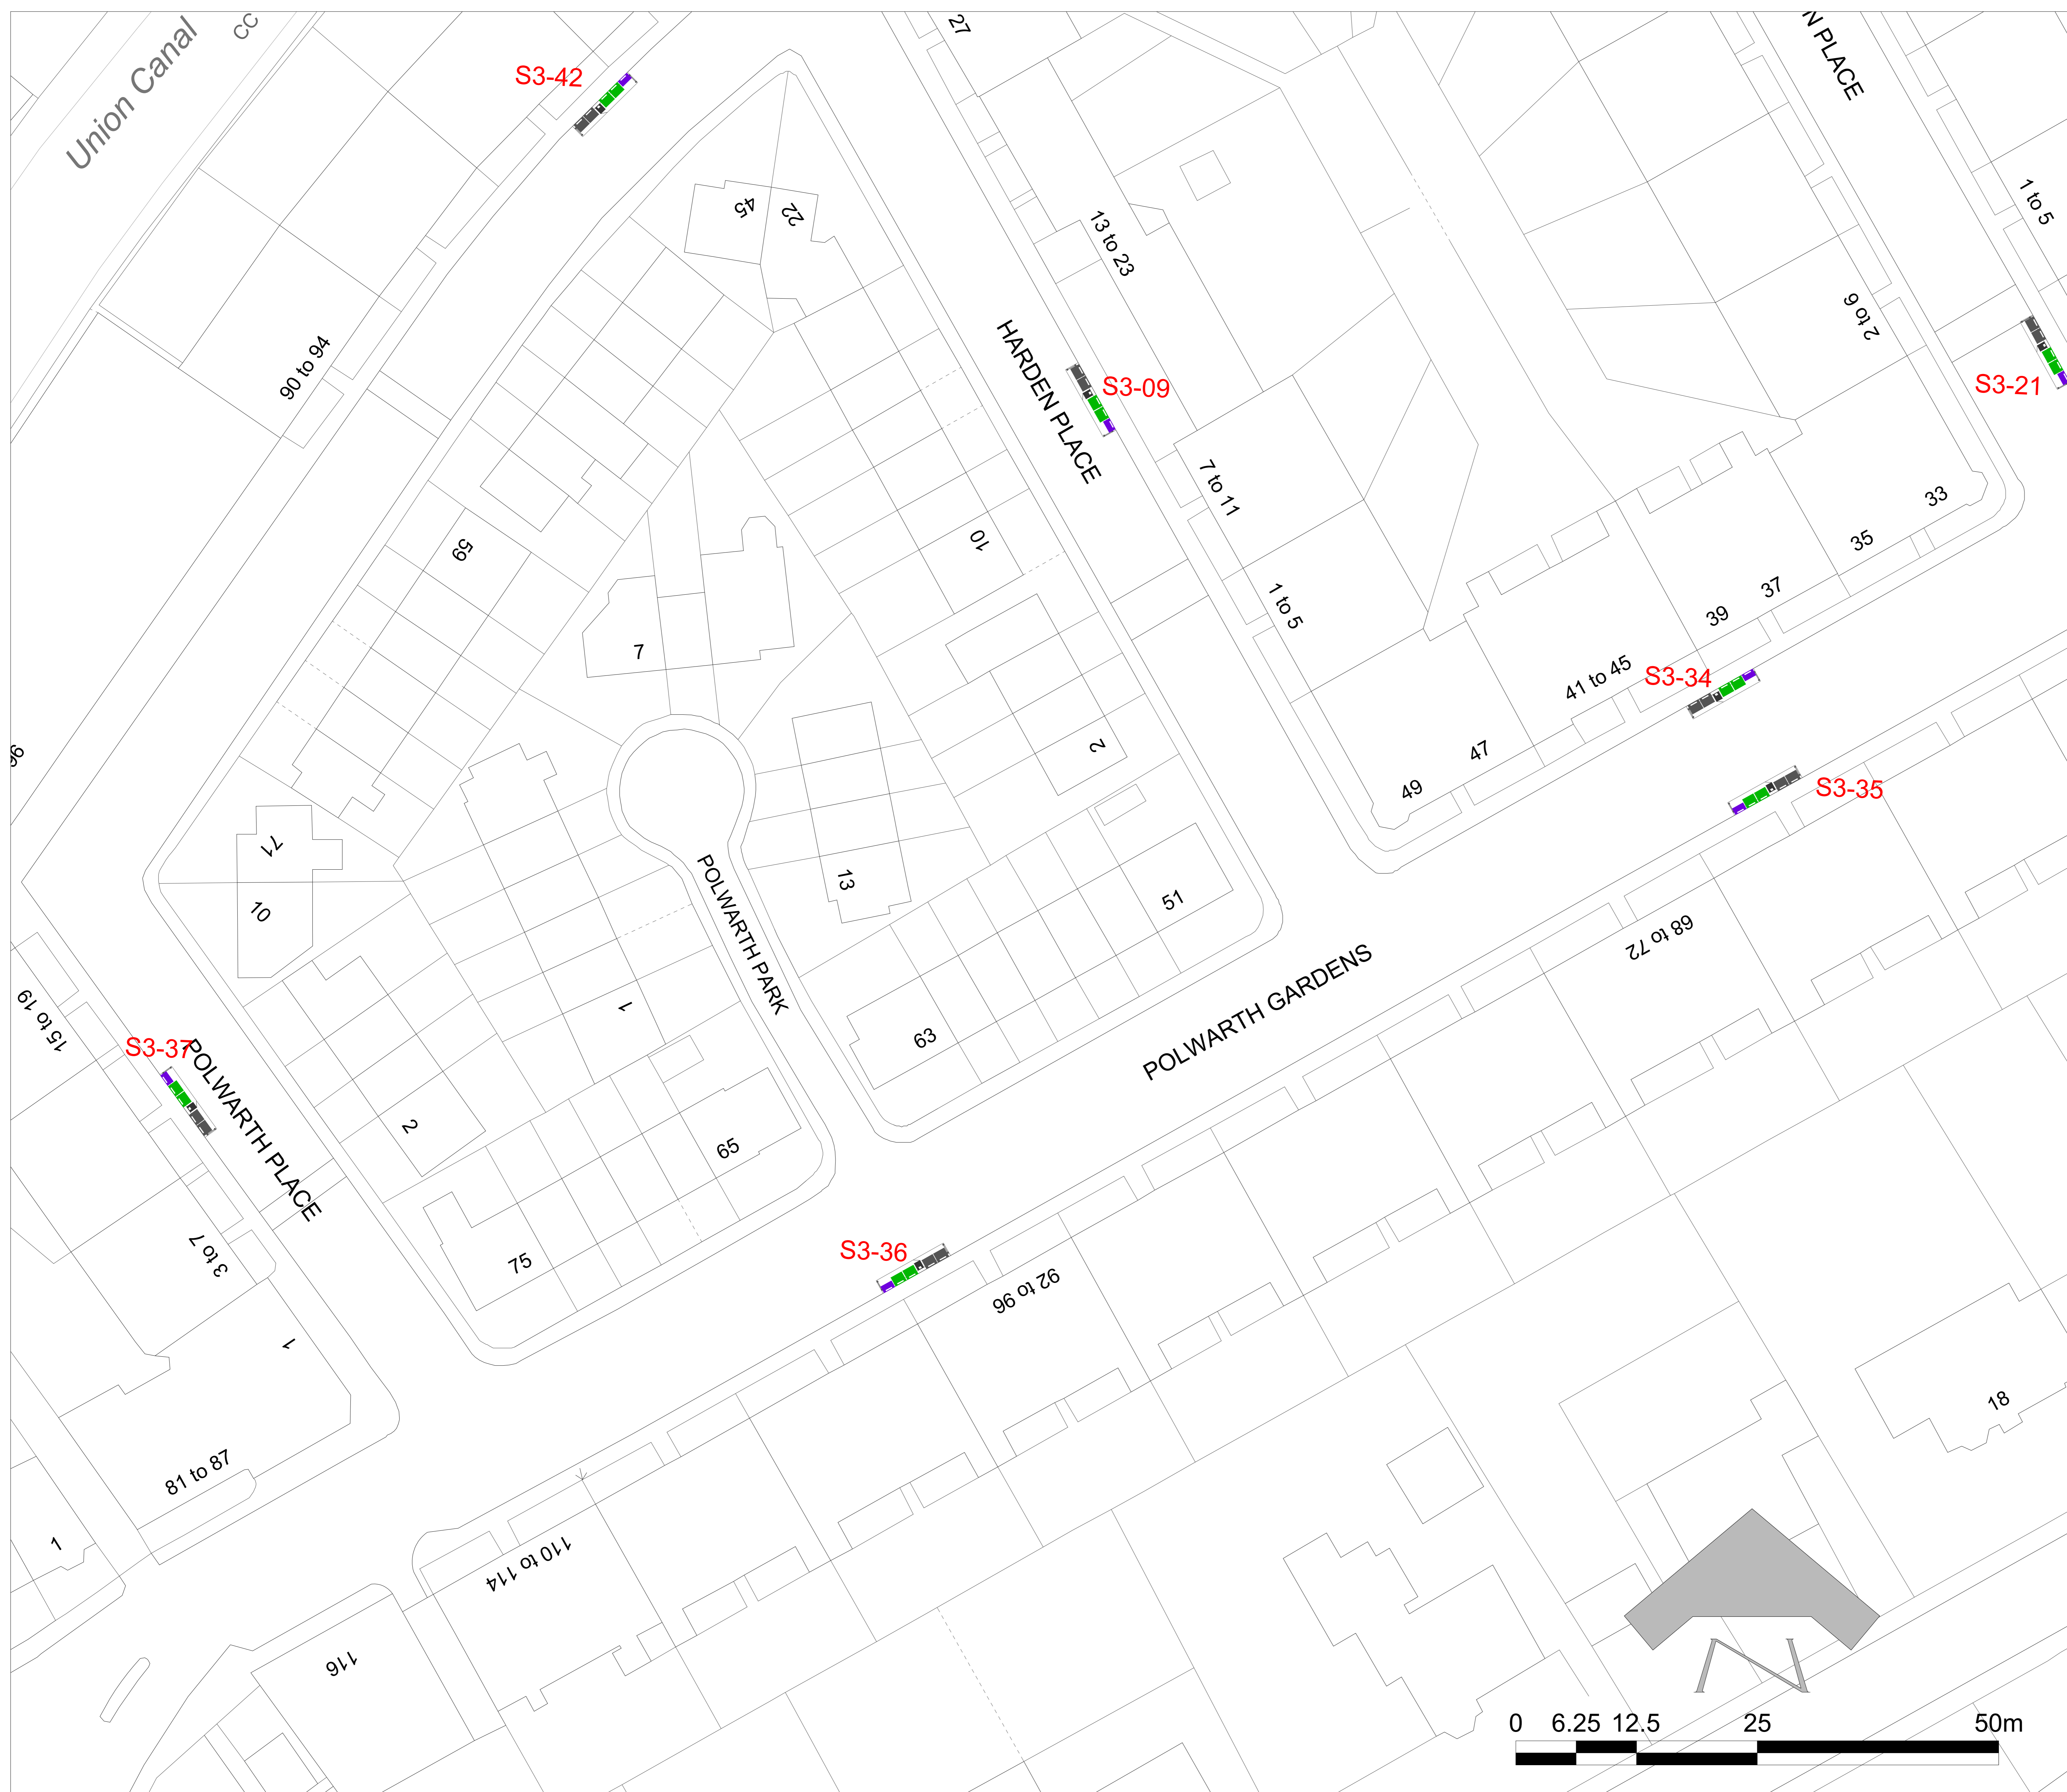 Union Canal
CC
S3-42
27
N PLACE
45
22
13 to 23
1 to 5
2 to 6
90 to 94
HARDEN PLACE
S3-09
S3-21
7 to 11
33
35
10
59
1 to 5
37
39
7
41 to 45
S3-34
2
47
49
S3-35
71
POLWARTH PARK
13
10
51
68 to 72
POLWARTH GARDENS
15 to 19
1
63
S3-37
POLWARTH PLACE
2
65
3 to 7
75
S3-36
92 to 96
1
18
81 to 87
1
110 to 114
116
N
0 6.25 12.5 25 50m